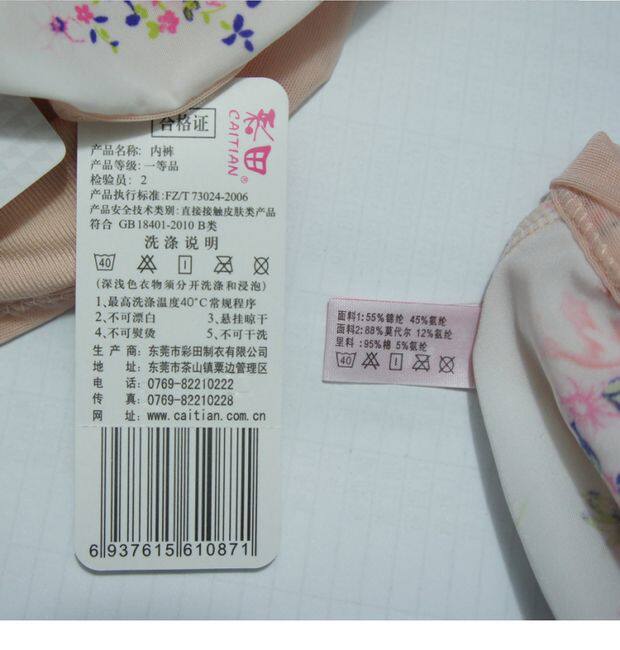 合格证
彩田
CAITIAN®
产品名称: 内裤
产品等级: 一等品
检验员: 2
产品执行标准:FZ/T 73024-2006
产品安全技术类别: 直接接触皮肤类产品
符合 GB 18401-2010 B类
洗涤说明
40
(深浅色衣物须分开洗涤和浸泡)
1、最高洗涤温度40°C常规程序
2、不可漂白 3、悬挂晾干
4、不可熨烫 5、不可干洗
生产商: 东莞市彩田制衣有限公司
地址: 东莞市茶山镇粟边管理区
电话: 0769-82210222
传真: 0769-82210228
网址: www.caitian.com.cn
6 937615 610871
面料1: 55%锦纶 45%氨纶
面料2: 88%莫代尔 12%氨纶
里料: 95%棉 5%氨纶
40